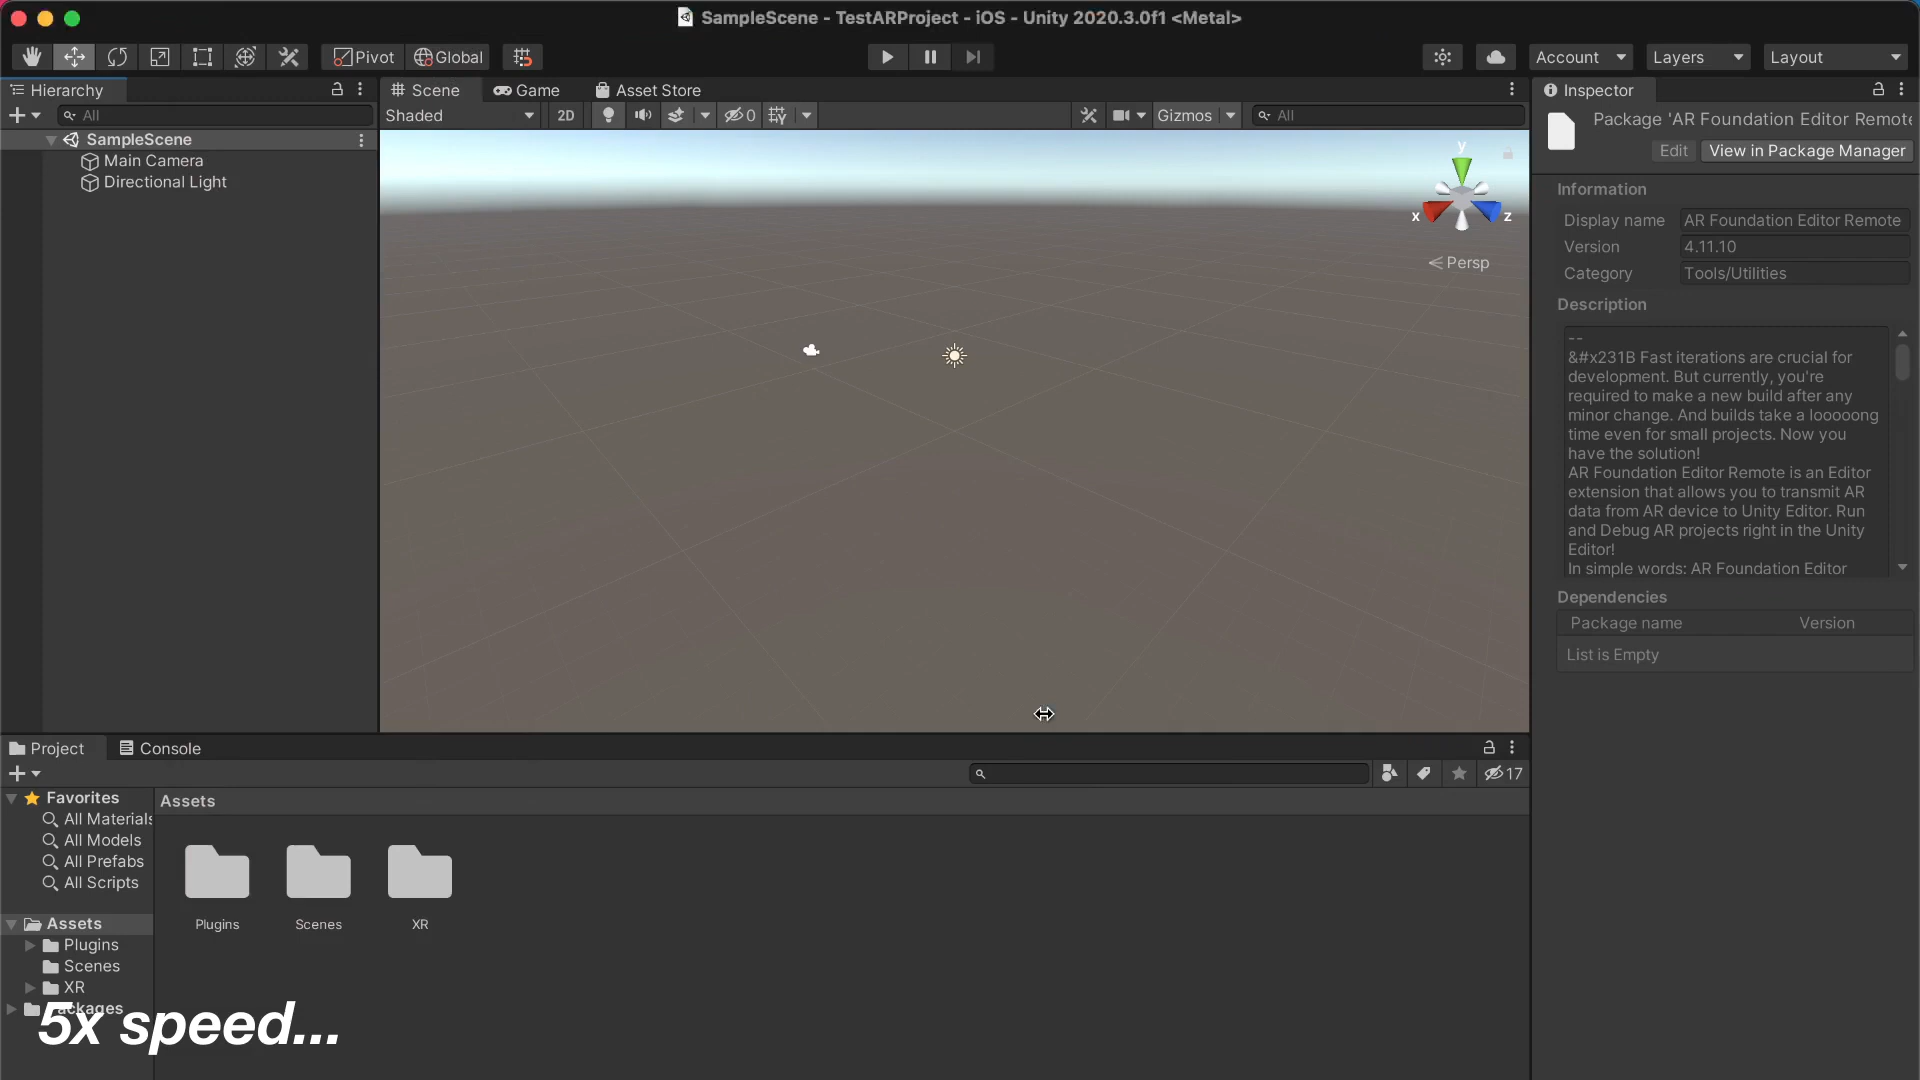 SampleScene - TestARProject - iOS - Unity 2020.3.0f1 <Metal>
Pivot
Global
Account
Layers
Layout
Hierarchy
All
SampleScene
Main Camera
Directional Light
Scene
Game
Asset Store
Shaded
2D
0
Gizmos
All
y
x
z
Persp
Inspector
Package 'AR Foundation Editor Remote
Edit
View in Package Manager
Information
Display name
AR Foundation Editor Remote
Version
4.11.10
Category
Tools/Utilities
Description
--
&#x231B Fast iterations are crucial for
development. But currently, you're
required to make a new build after any
minor change. And builds take a looooong
time even for small projects. Now you
have the solution!
AR Foundation Editor Remote is an Editor
extension that allows you to transmit AR
data from AR device to Unity Editor. Run
and Debug AR projects right in the Unity
Editor!
In simple words: AR Foundation Editor
Dependencies
Package name
Version
List is Empty
Project
Console
17
Favorites
All Materials
All Models
All Prefabs
All Scripts
Assets
Plugins
Scenes
XR
Packages
Assets
Plugins
Scenes
XR
5x speed...